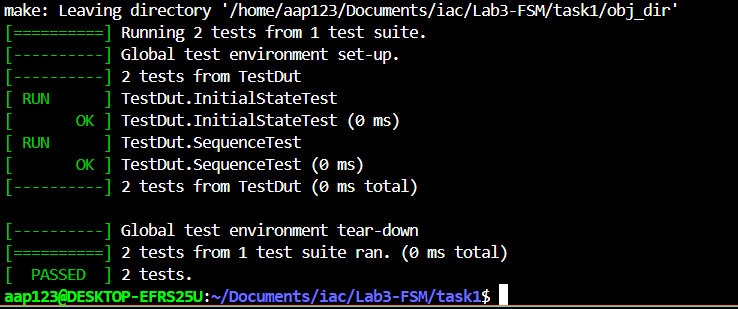 make: Leaving directory '/home/aap123/Documents/iac/Lab3-FSM/task1/obj_dir'
[==========] Running 2 tests from 1 test suite.
[----------] Global test environment set-up.
[----------] 2 tests from TestDut
[ RUN      ] TestDut.InitialStateTest
[       OK ] TestDut.InitialStateTest (0 ms)
[ RUN      ] TestDut.SequenceTest
[       OK ] TestDut.SequenceTest (0 ms)
[----------] 2 tests from TestDut (0 ms total)

[----------] Global test environment tear-down
[==========] 2 tests from 1 test suite ran. (0 ms total)
[  PASSED  ] 2 tests.
aap123@DESKTOP-EFRS25U:~/Documents/iac/Lab3-FSM/task1$